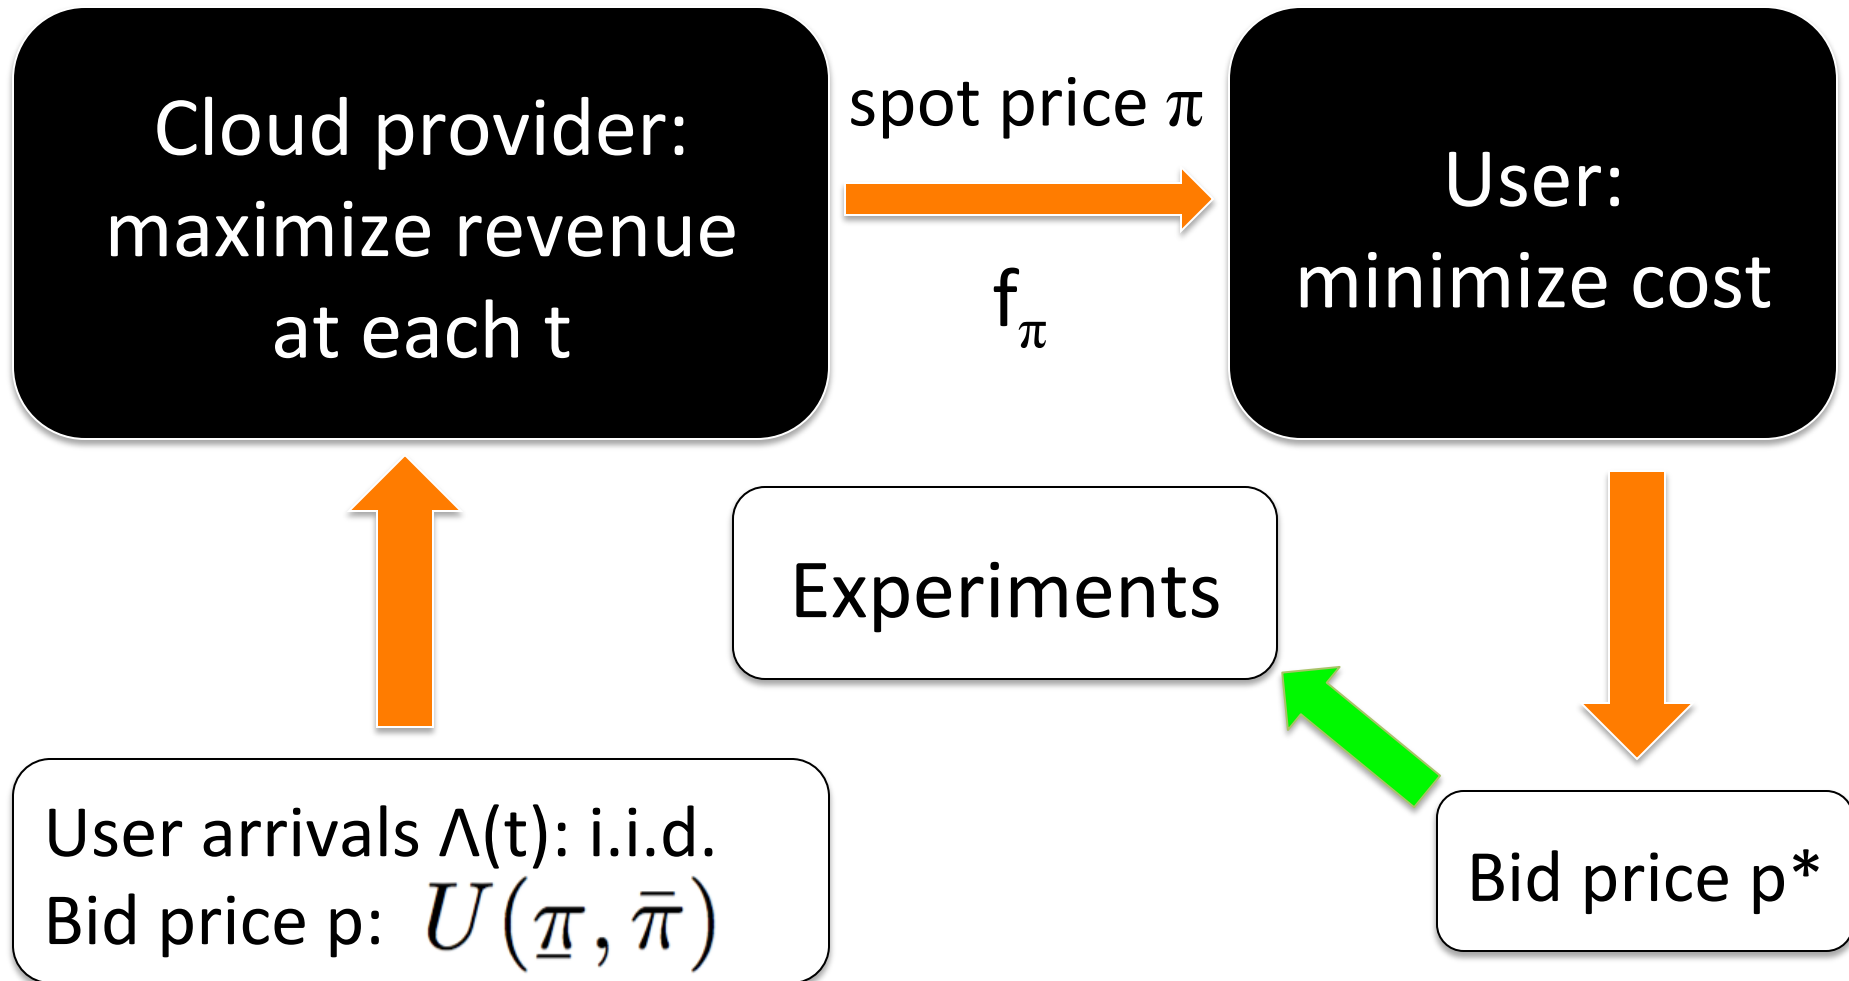 Cloud provider:
maximize revenue
at each t
spot price π
f_π
User:
minimize cost
Experiments
User arrivals Λ(t): i.i.d.
Bid price p: U(π̲, π̄)
Bid price p*